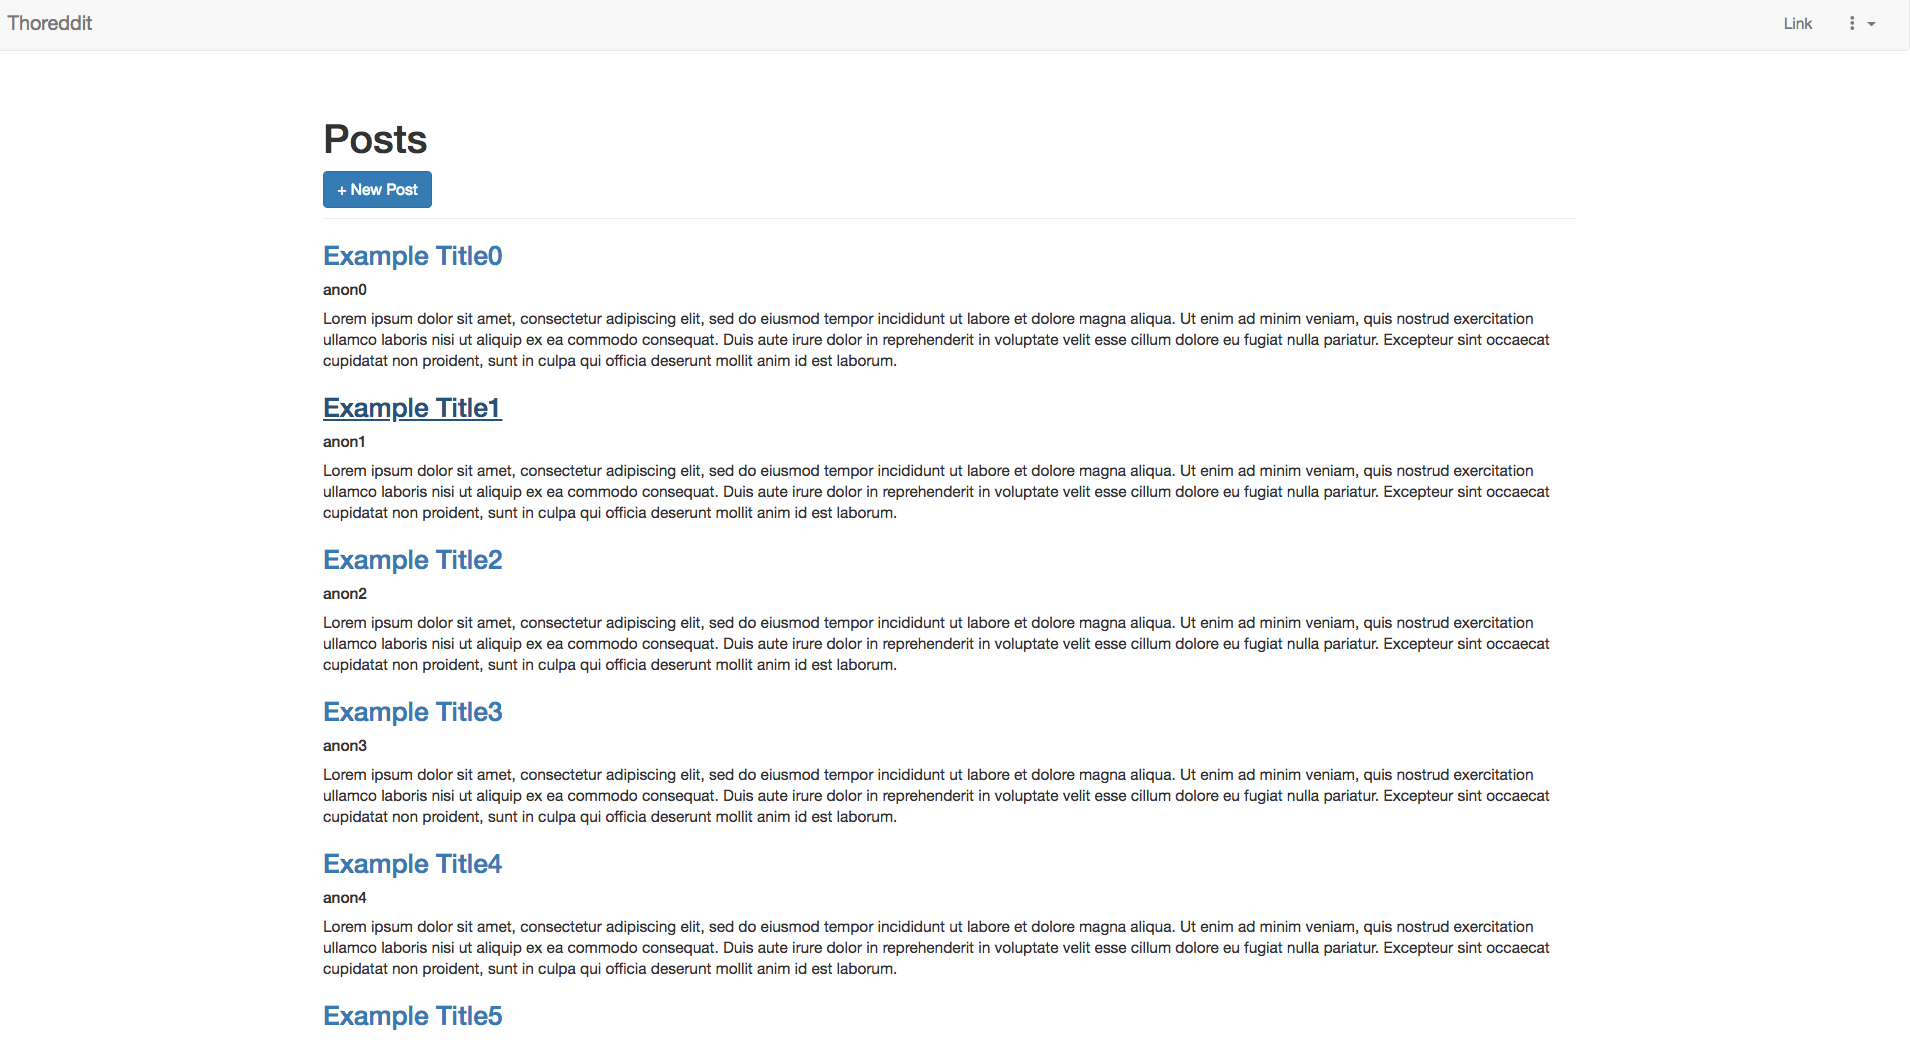 Thoreddit
Link
Posts
+ New Post
Example Title0
anon0
Lorem ipsum dolor sit amet, consectetur adipiscing elit, sed do eiusmod tempor incididunt ut labore et dolore magna aliqua. Ut enim ad minim veniam, quis nostrud exercitation
ullamco laboris nisi ut aliquip ex ea commodo consequat. Duis aute irure dolor in reprehenderit in voluptate velit esse cillum dolore eu fugiat nulla pariatur. Excepteur sint occaecat
cupidatat non proident, sunt in culpa qui officia deserunt mollit anim id est laborum.
Example Title1
anon1
Lorem ipsum dolor sit amet, consectetur adipiscing elit, sed do eiusmod tempor incididunt ut labore et dolore magna aliqua. Ut enim ad minim veniam, quis nostrud exercitation
ullamco laboris nisi ut aliquip ex ea commodo consequat. Duis aute irure dolor in reprehenderit in voluptate velit esse cillum dolore eu fugiat nulla pariatur. Excepteur sint occaecat
cupidatat non proident, sunt in culpa qui officia deserunt mollit anim id est laborum.
Example Title2
anon2
Lorem ipsum dolor sit amet, consectetur adipiscing elit, sed do eiusmod tempor incididunt ut labore et dolore magna aliqua. Ut enim ad minim veniam, quis nostrud exercitation
ullamco laboris nisi ut aliquip ex ea commodo consequat. Duis aute irure dolor in reprehenderit in voluptate velit esse cillum dolore eu fugiat nulla pariatur. Excepteur sint occaecat
cupidatat non proident, sunt in culpa qui officia deserunt mollit anim id est laborum.
Example Title3
anon3
Lorem ipsum dolor sit amet, consectetur adipiscing elit, sed do eiusmod tempor incididunt ut labore et dolore magna aliqua. Ut enim ad minim veniam, quis nostrud exercitation
ullamco laboris nisi ut aliquip ex ea commodo consequat. Duis aute irure dolor in reprehenderit in voluptate velit esse cillum dolore eu fugiat nulla pariatur. Excepteur sint occaecat
cupidatat non proident, sunt in culpa qui officia deserunt mollit anim id est laborum.
Example Title4
anon4
Lorem ipsum dolor sit amet, consectetur adipiscing elit, sed do eiusmod tempor incididunt ut labore et dolore magna aliqua. Ut enim ad minim veniam, quis nostrud exercitation
ullamco laboris nisi ut aliquip ex ea commodo consequat. Duis aute irure dolor in reprehenderit in voluptate velit esse cillum dolore eu fugiat nulla pariatur. Excepteur sint occaecat
cupidatat non proident, sunt in culpa qui officia deserunt mollit anim id est laborum.
Example Title5